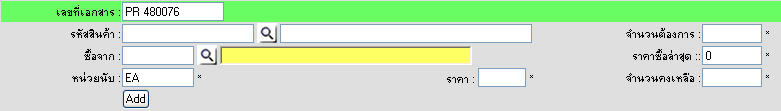 เลขที่เอกสาร : PR 480076
รหัสสินค้า : จำนวนต้องการ : *
ซื้อจาก : ราคาซื้อล่าสุด :: 0
หน่วยนับ : EA * ราคา : * จำนวนคงเหลือ : *
Add